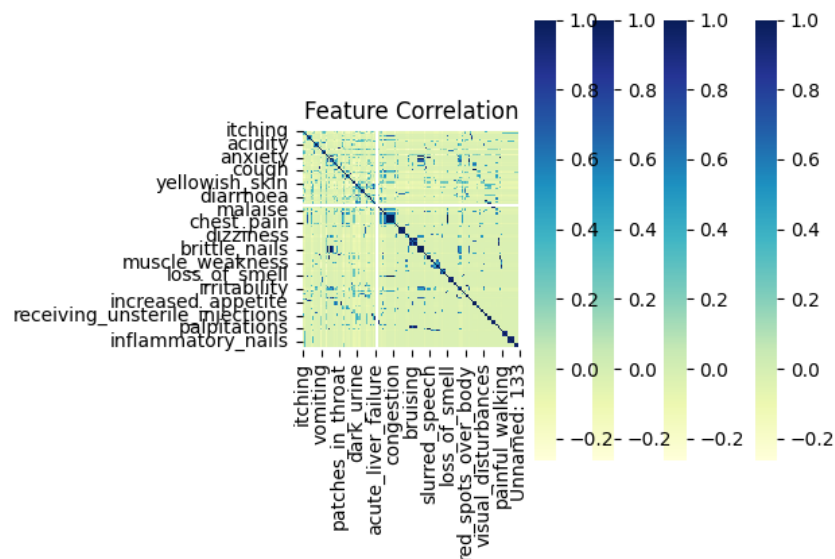 Feature Correlation
itching
acidity
anxiety
cough
yellowish_skin
diarrhoea
malaise
chest_pain
dizziness
brittle_nails
muscle_weakness
loss_of_smell
irritability
increased_appetite
receiving_unsterile_injections
palpitations
inflammatory_nails
itching
vomiting
patches_in_throat
dark_urine
acute_liver_failure
congestion
bruising
slurred_speech
loss_of_smell
red_spots_over_body
visual_disturbances
painful_walking
Unnamed: 133
1.0 1.0 1.0 1.0
0.8 0.8 0.8 0.8
0.6 0.6 0.6 0.6
0.4 0.4 0.4 0.4
0.2 0.2 0.2 0.2
0.0 0.0 0.0 0.0
−0.2 −0.2 −0.2 −0.2